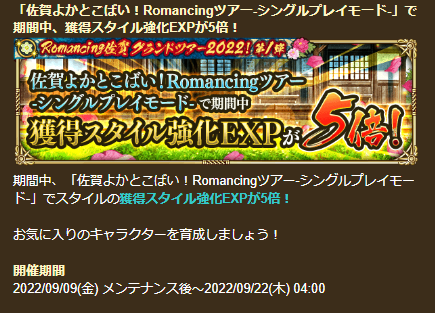 「佐賀よかとこばい！Romancingツアー-シングルプレイモード-」で
期間中、獲得スタイル強化EXPが5倍！
Romancing佐賀 グランドツアー2022！第1弾
佐賀よかとこばい！Romancingツアー
-シングルプレイモード-で期間中
獲得スタイル強化EXPが5倍！
期間中、「佐賀よかとこばい！Romancingツアー-シングルプレイモー
ド-」でスタイルの獲得スタイル強化EXPが5倍！
お気に入りのキャラクターを育成しましょう！
開催期間
2022/09/09(金) メンテナンス後～2022/09/22(木) 04:00